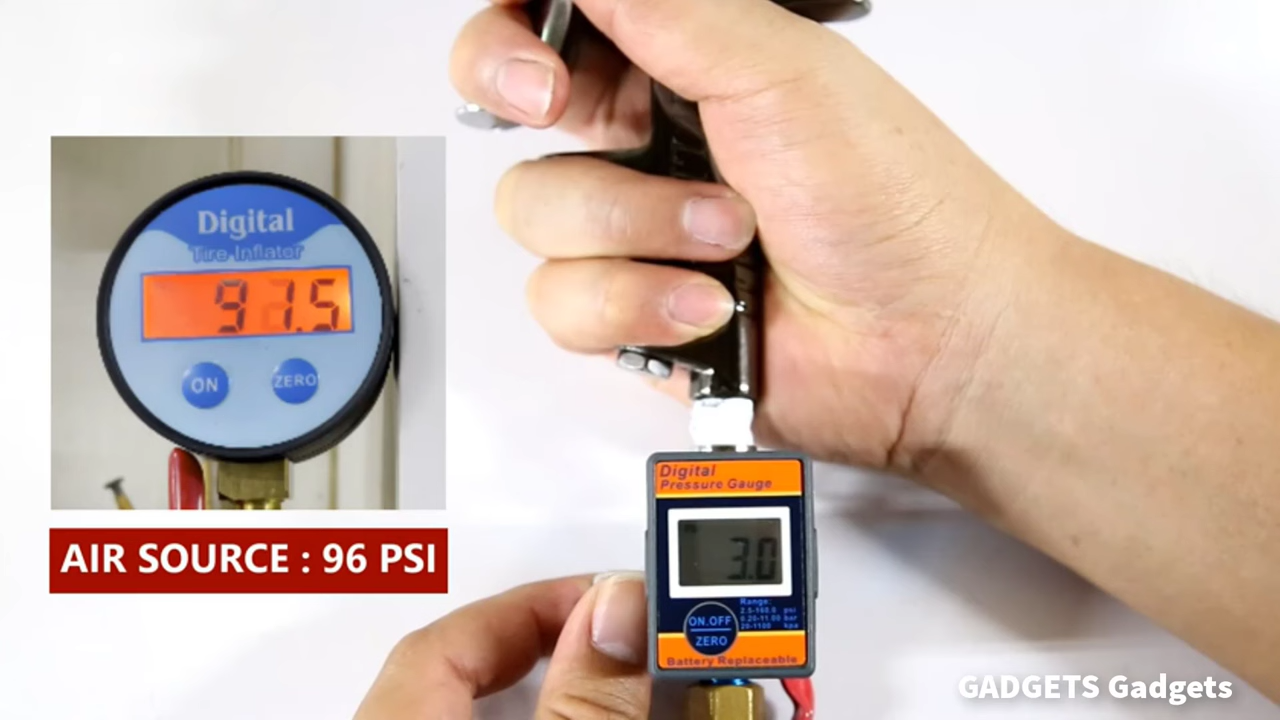 Digital
Tire Inflator
97.5
ON
ZERO
AIR SOURCE : 96 PSI
Digital
Pressure Gauge
3.0
ON.OFF
ZERO
Range:
2.5-160.0 psi
0.20-11.00 bar
20-1100 kpa
Battery Replaceable
GADGETS Gadgets